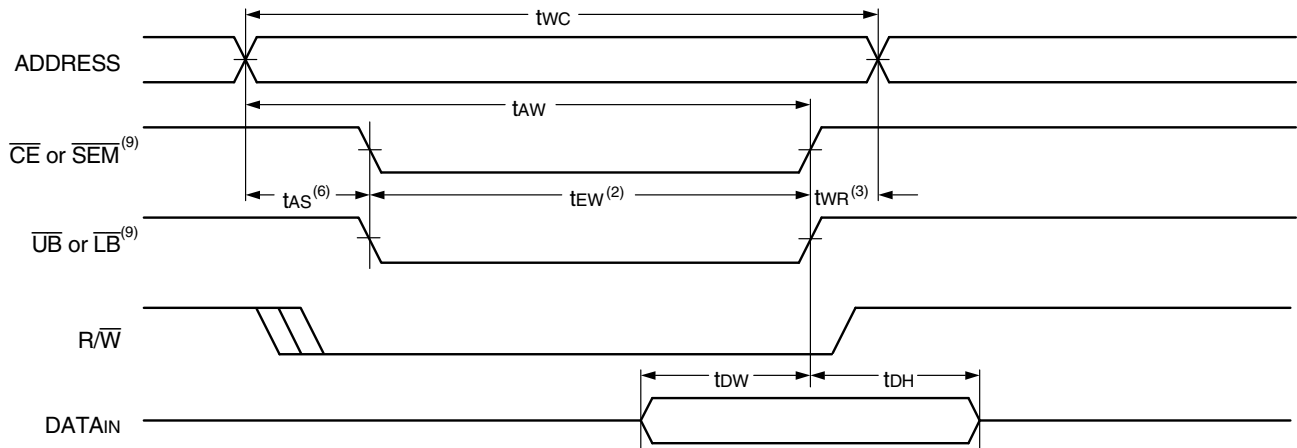 tWC
ADDRESS
tAW
CE or SEM(9)
tAS(6) tEW(2) tWR(3)
UB or LB(9)
R/W
tDW tDH
DATAIN